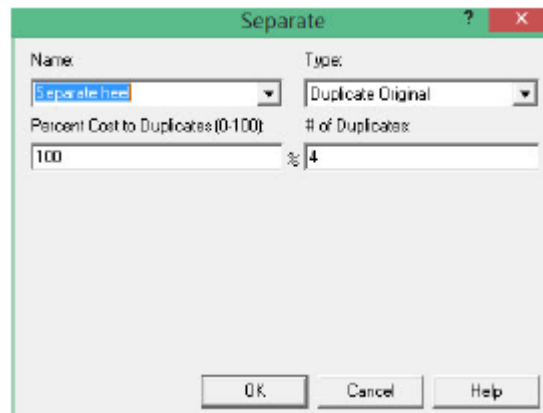 Separate ? X
Name: Type:
Separate heel Duplicate Original
Percent Cost to Duplicates (0-100): # of Duplicates:
100 % 4
OK Cancel Help